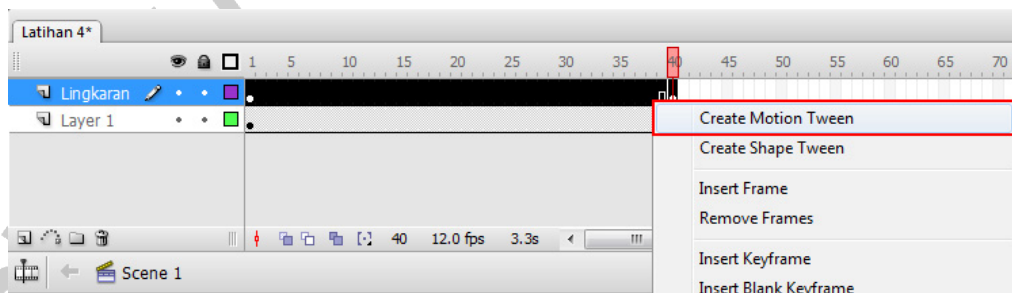 Latihan 4*
1 5 10 15 20 25 30 35 40 45 50 55 60 65 70
Lingkaran
Layer 1
Create Motion Tween
Create Shape Tween
Insert Frame
Remove Frames
Insert Keyframe
Insert Blank Keyframe
40 12.0 fps 3.3s
Scene 1